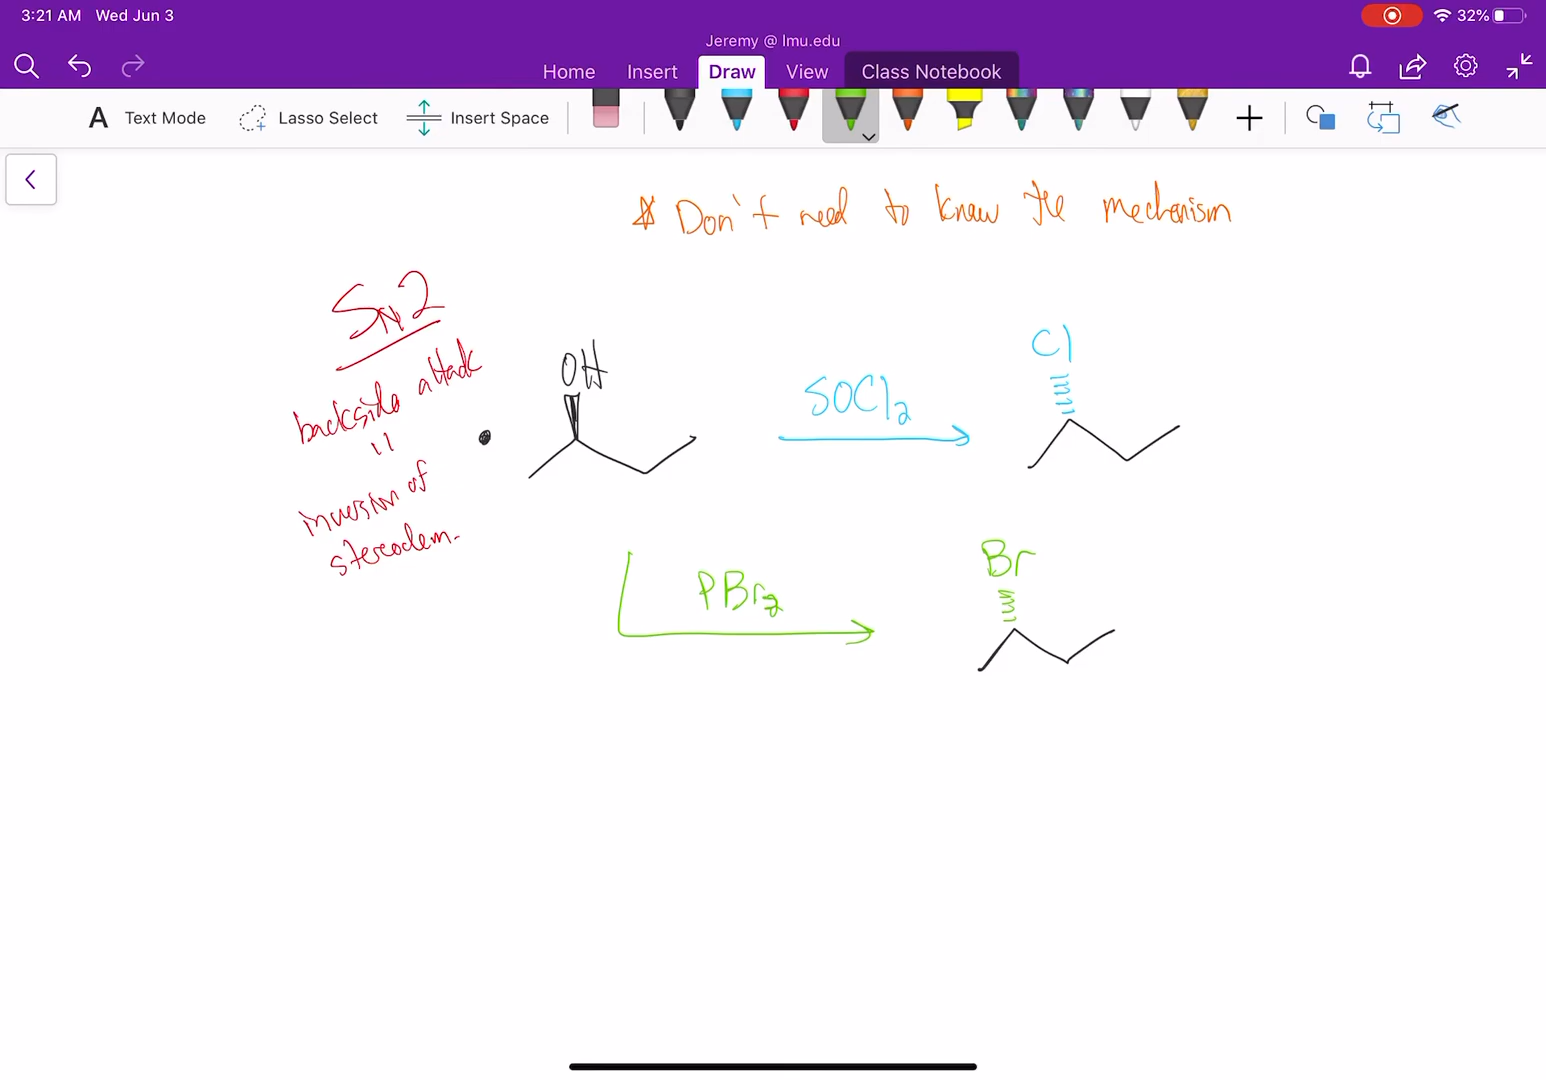 3:21 AM Wed Jun 3
32%
Jeremy @ lmu.edu
Home Insert Draw View Class Notebook
A Text Mode Lasso Select Insert Space
* Don't need to know the mechanism
SN2
backside attack
=
inversion of
stereochem.
OH
SOCl2
Cl
PBr3
Br